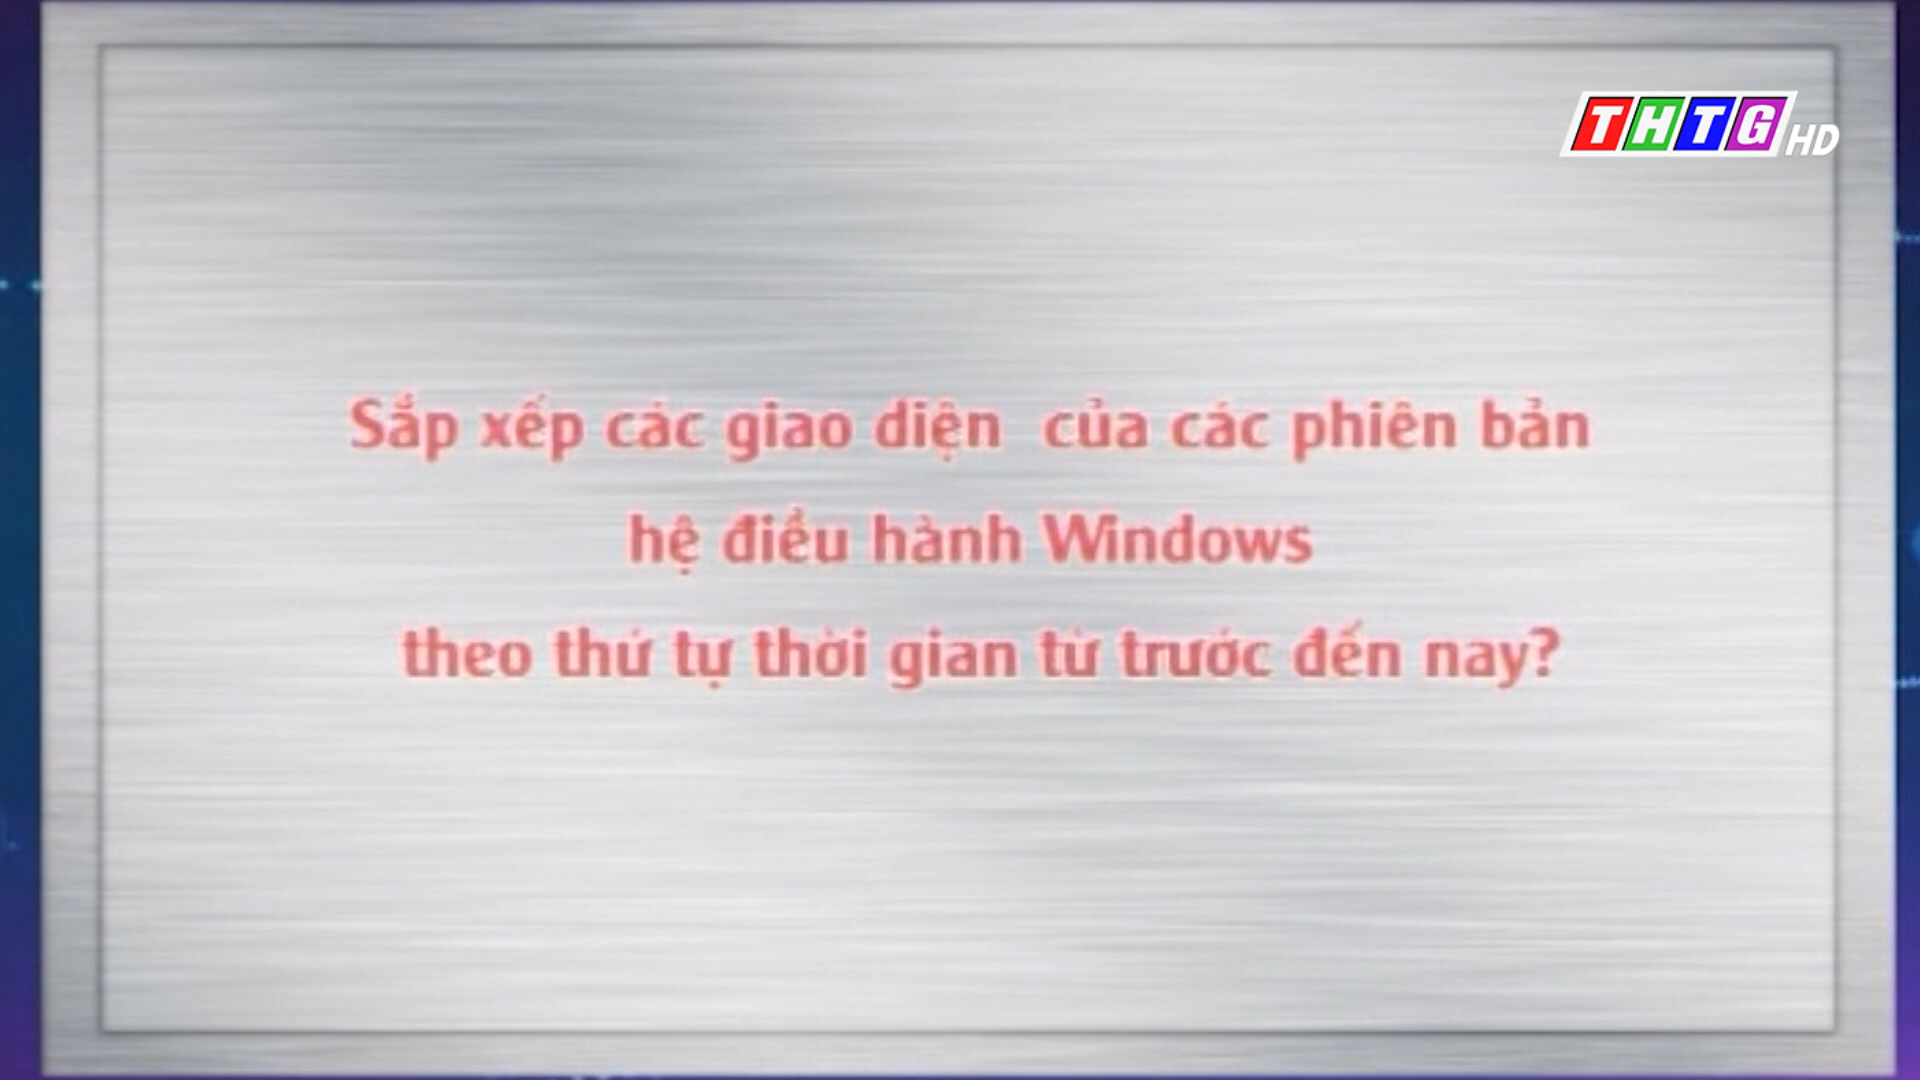 THTG HD
Sắp xếp các giao diện của các phiên bản
hệ điều hành Windows
theo thứ tự thời gian từ trước đến nay?